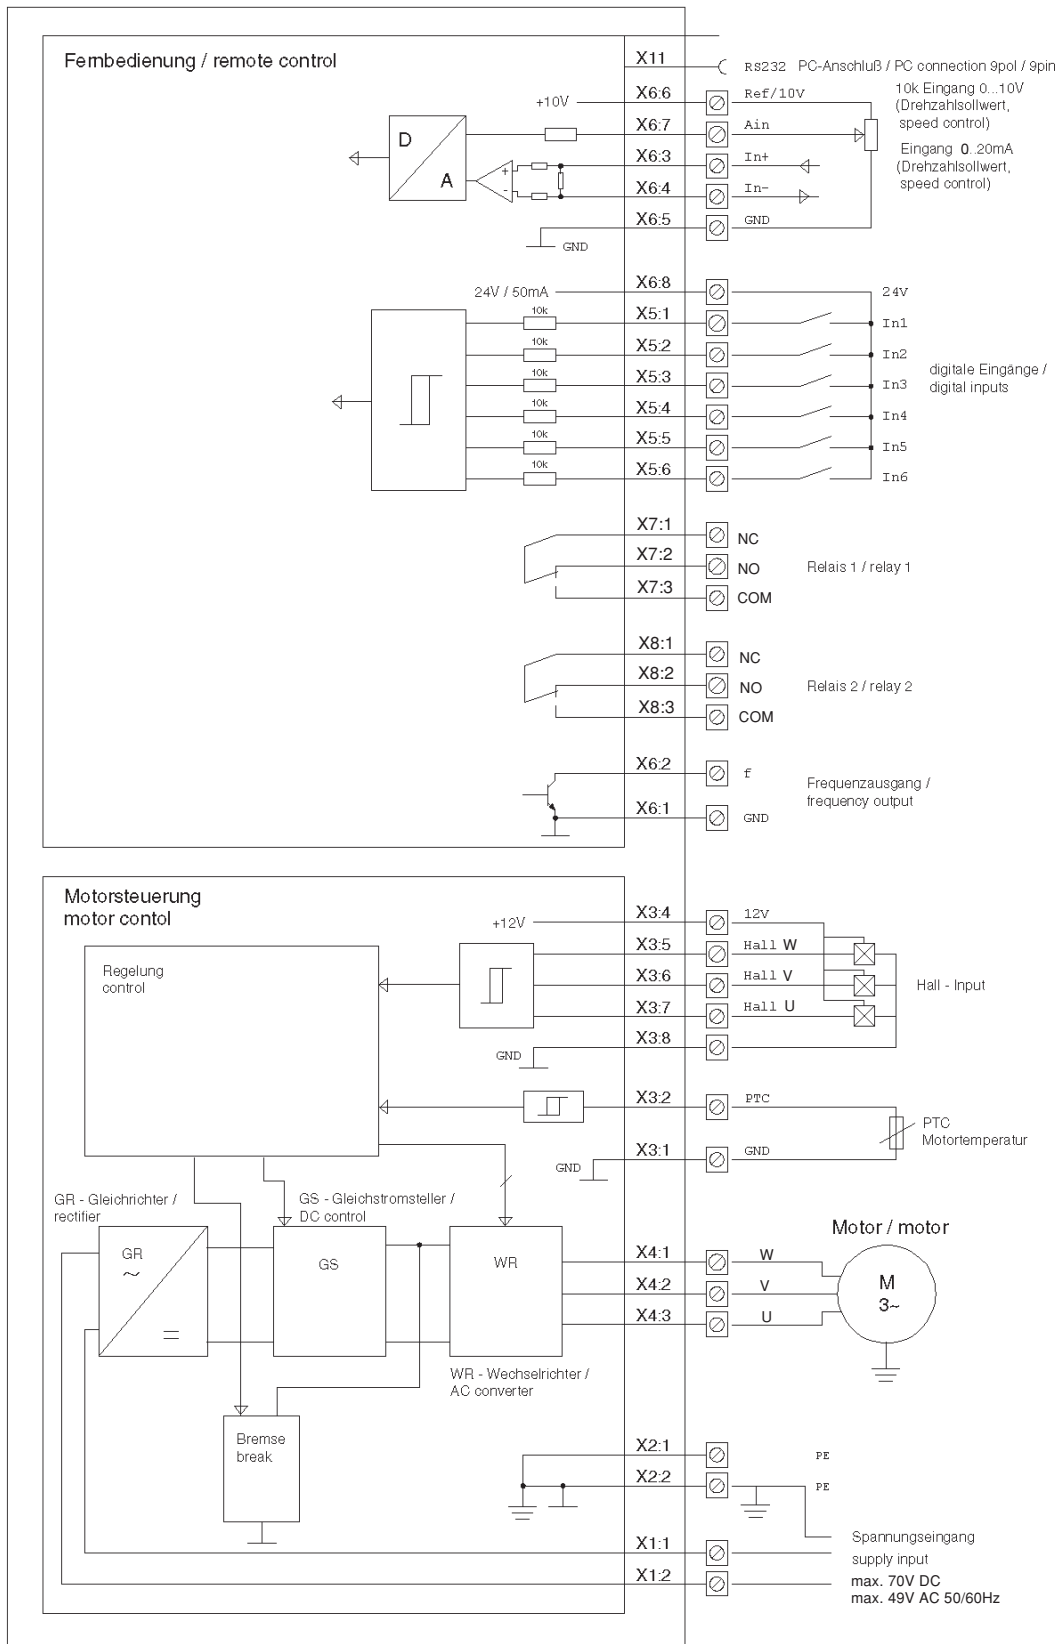 Fernbedienung / remote control
X11
RS232 PC-Anschluß / PC connection 9pol / 9pin
+10V
X6:6
Ref/10V
10k Eingang 0...10V
(Drehzahlsollwert,
speed control)
D
A
X6:7
Ain
+
X6:3
In+
Eingang 0..20mA
(Drehzahlsollwert,
speed control)
-
X6:4
In-
X6:5
GND
GND
24V / 50mA
X6:8
24V
10k
X5:1
In1
10k
X5:2
In2
10k
X5:3
In3
digitale Eingänge /
digital inputs
10k
X5:4
In4
10k
X5:5
In5
10k
X5:6
In6
X7:1
NC
X7:2
NO
Relais 1 / relay 1
X7:3
COM
X8:1
NC
X8:2
NO
Relais 2 / relay 2
X8:3
COM
X6:2
f
Frequenzausgang /
frequency output
X6:1
GND
Motorsteuerung
motor contol
+12V
X3:4
12V
Regelung
control
X3:5
Hall W
X3:6
Hall V
Hall - Input
X3:7
Hall U
GND
X3:8
X3:2
PTC
PTC
Motortemperatur
GND
X3:1
GND
GR - Gleichrichter /
rectifier
GS - Gleichstromsteller /
DC control
Motor / motor
GR
~
=
GS
WR
X4:1
W
X4:2
V
X4:3
U
M
3~
WR - Wechselrichter /
AC converter
Bremse
break
X2:1
PE
X2:2
PE
Spannungseingang
supply input
X1:1
X1:2
max. 70V DC
max. 49V AC 50/60Hz